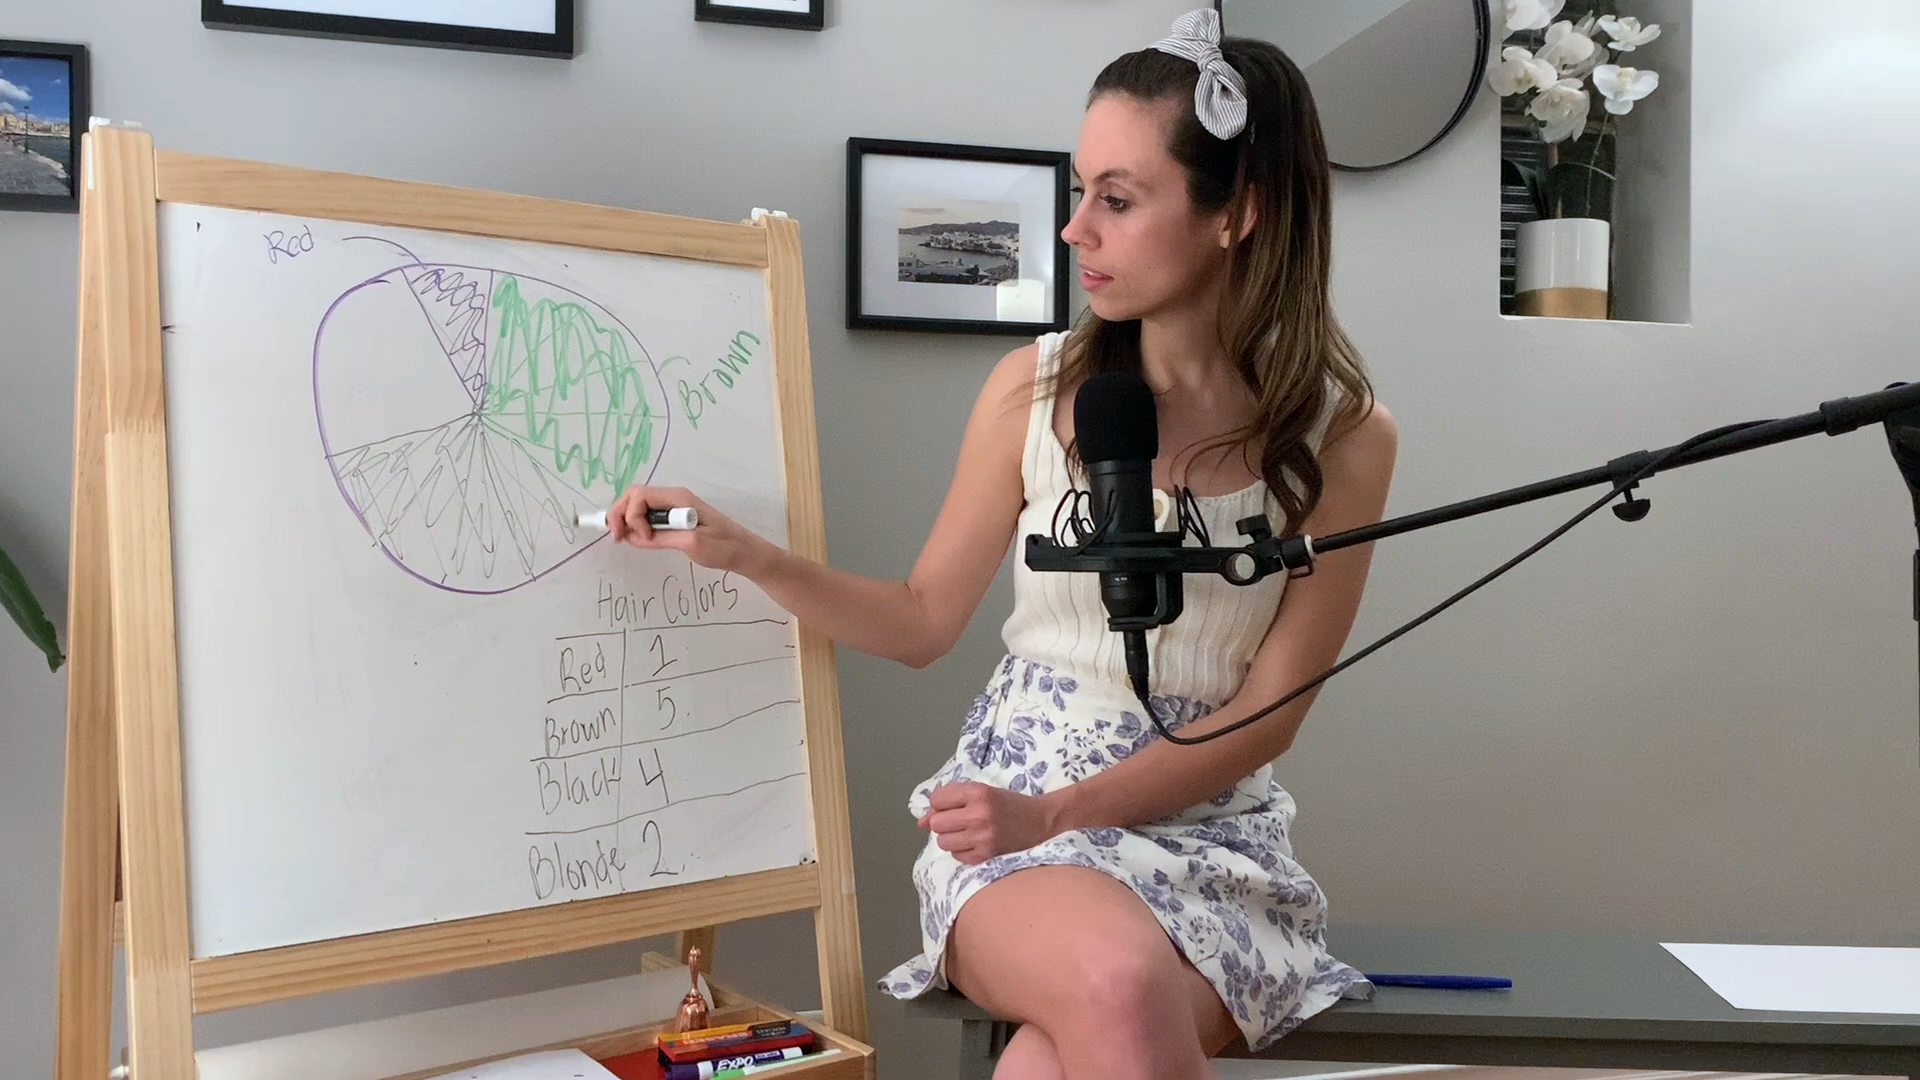 Red
Brown
Hair Colors
Red 1
Brown 5
Black 4
Blonde 2
EXPO